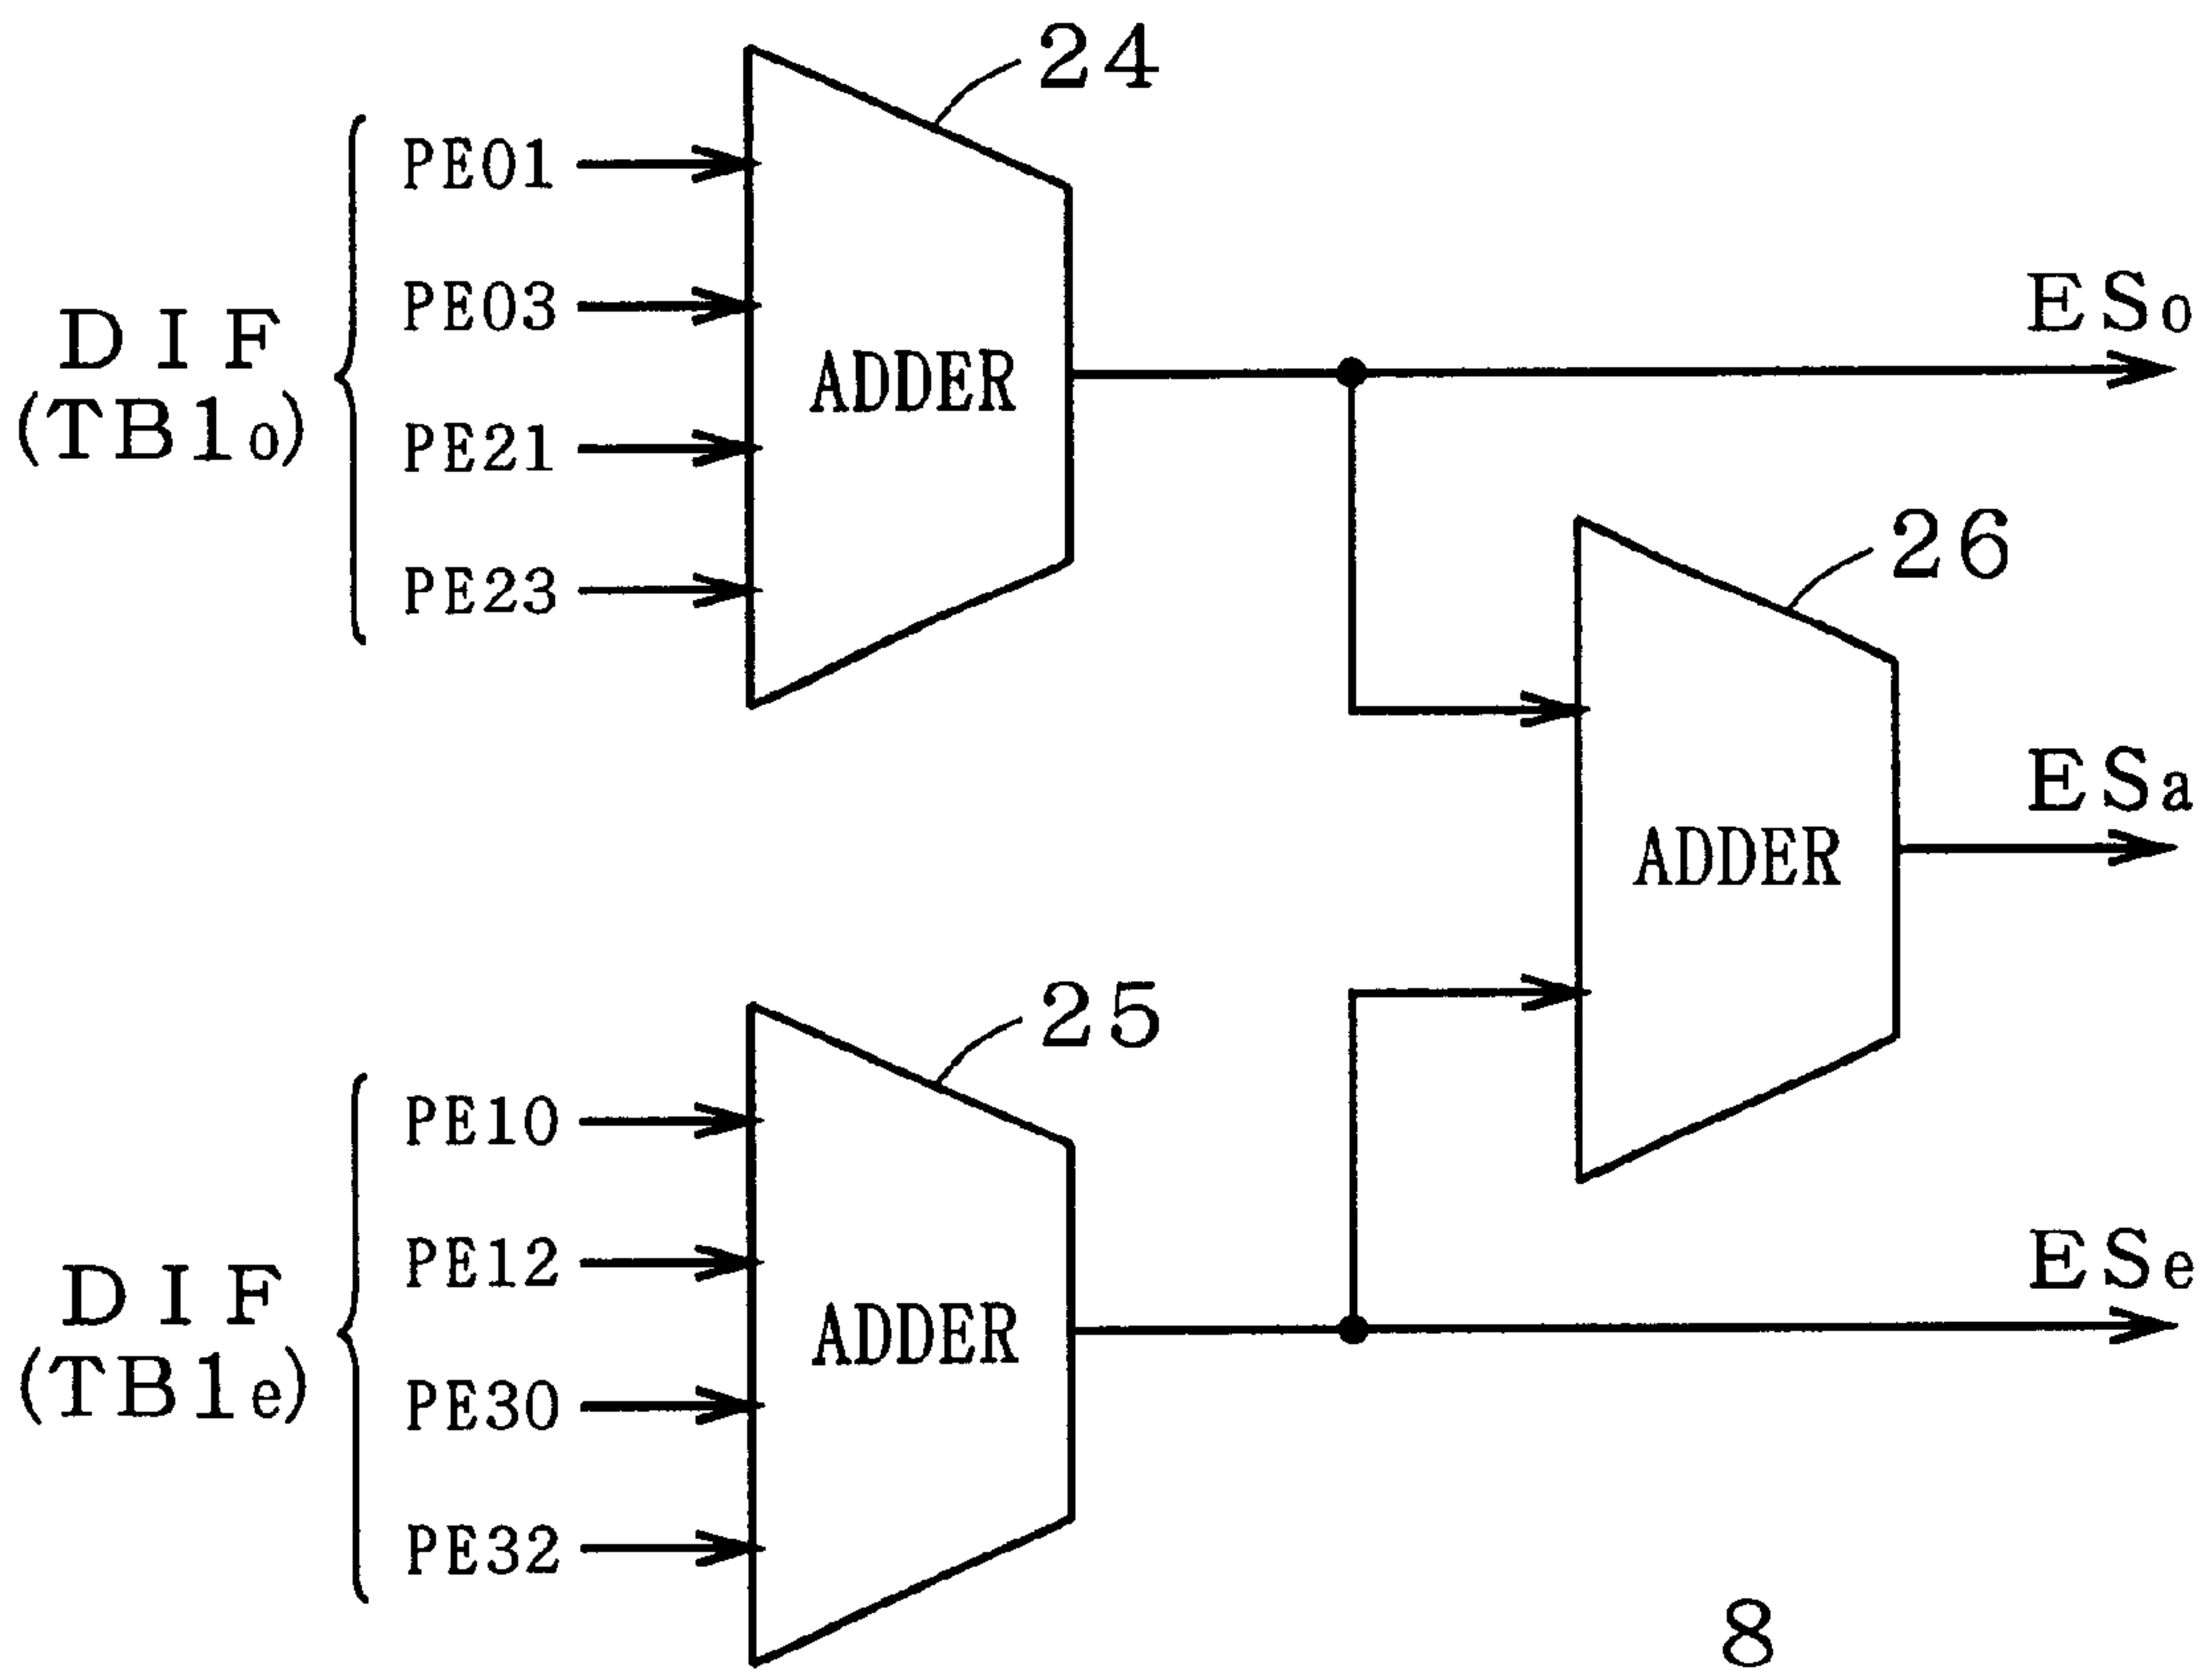 24
PE01
PE03
DIF
(TB1o)
ADDER
PE21
PE23
ESo
26
ESa
ADDER
25
PE10
PE12
DIF
(TB1e)
ADDER
PE30
PE32
ESe
8